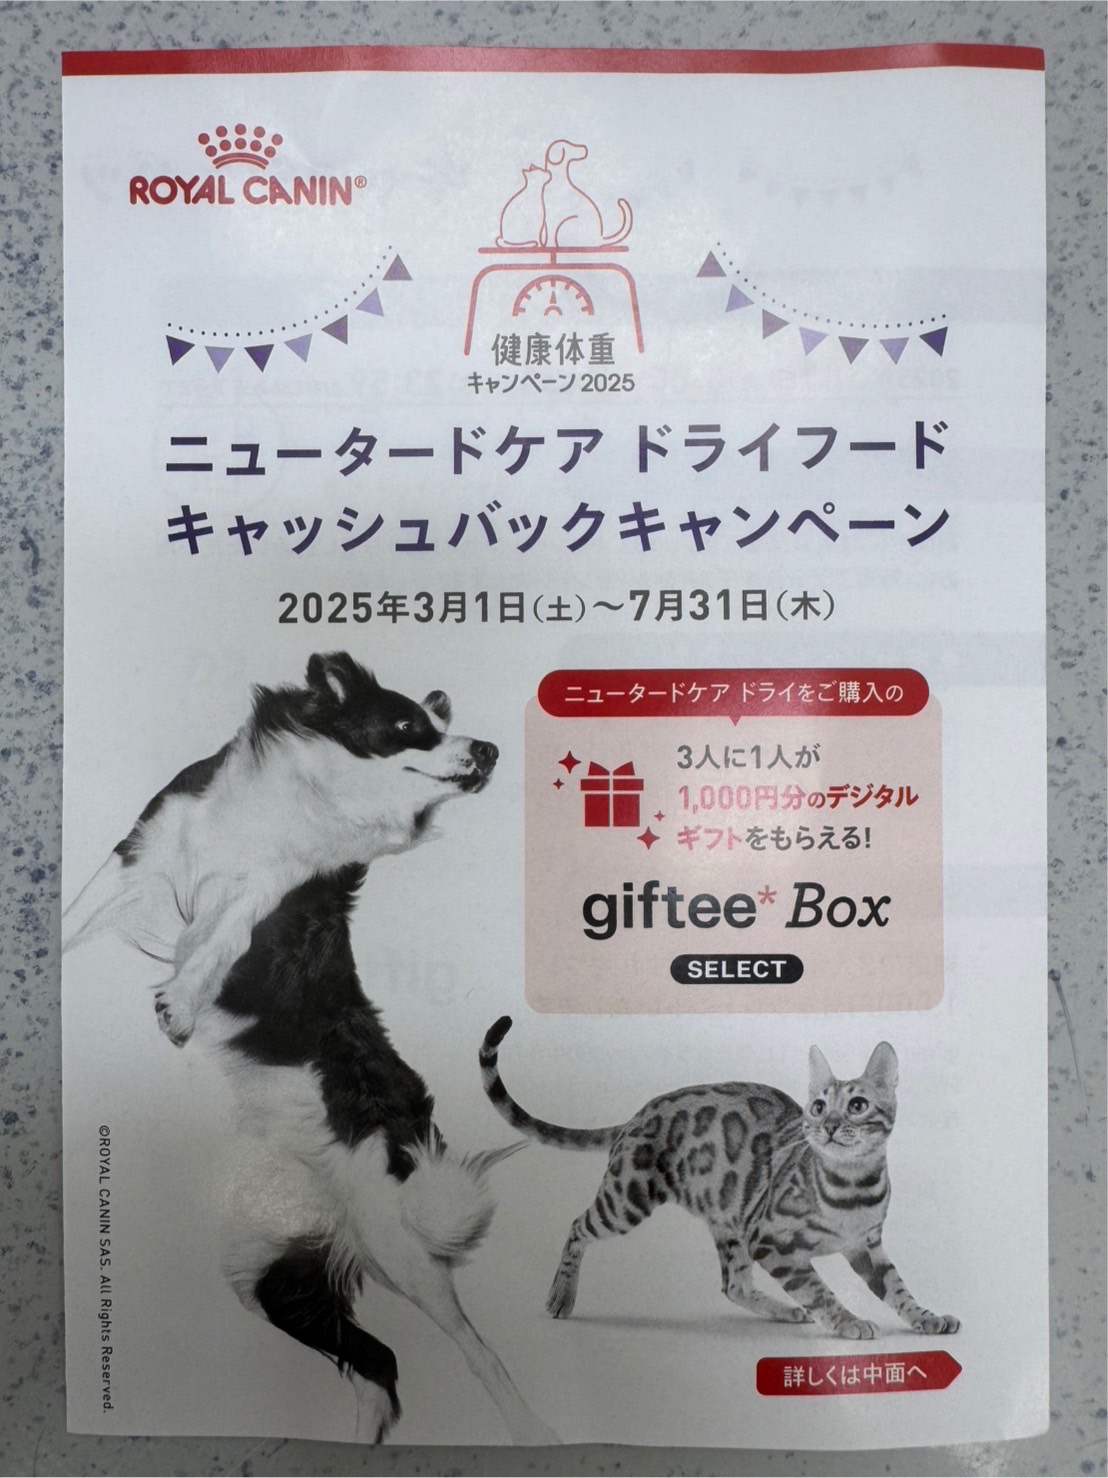 ROYAL CANIN®
健康体重
キャンペーン2025
ニュータードケア ドライフード
キャッシュバックキャンペーン
2025年3月1日(土)～7月31日(木)
ニュータードケア ドライをご購入の
3人に1人が
1,000円分のデジタル
ギフトをもらえる!
giftee* Box
SELECT
©ROYAL CANIN SAS. All Rights Reserved.
詳しくは中面へ